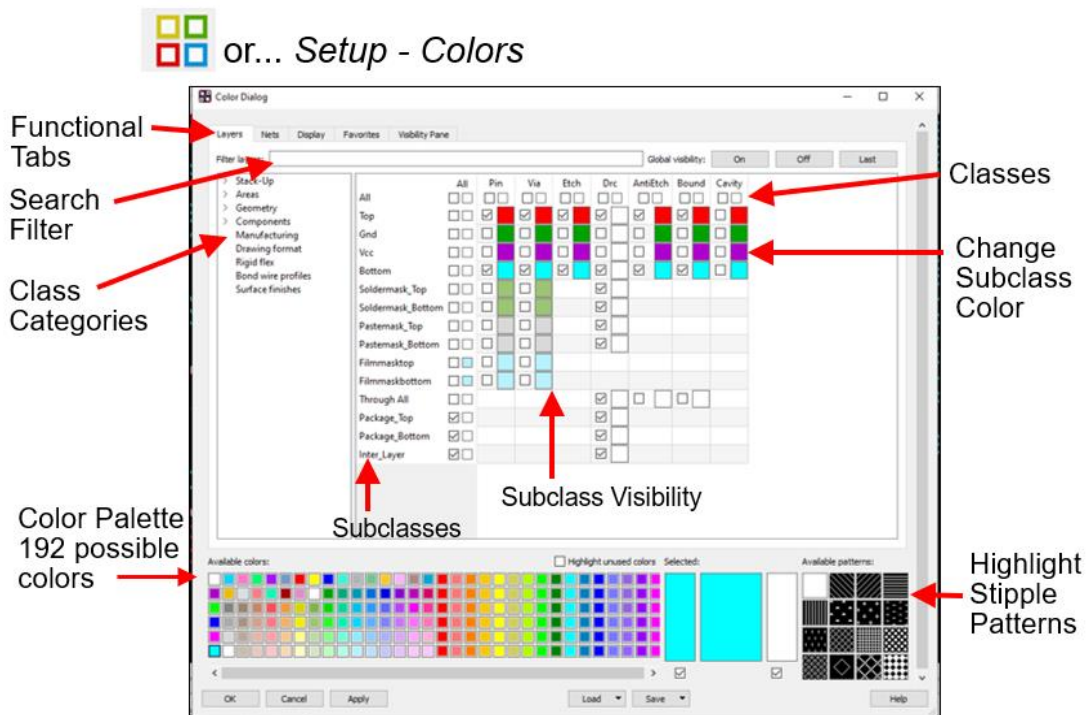 or... Setup - Colors
Color Dialog
Functional
Tabs
Layers Nets Display Favorites Visibility Pane
Filter layers: Global visibility: On Off Last
Search
Filter
Class
Categories
> Stack-Up
> Areas
> Geometry
> Components
Manufacturing
Drawing format
Rigid flex
Bond wire profiles
Surface finishes
All Pin Via Etch Drc AntiEtch Bound Cavity
All
Top
Gnd
Vcc
Bottom
Soldermask_Top
Soldermask_Bottom
Pastemask_Top
Pastemask_Bottom
Filmmasktop
Filmmaskbottom
Through All
Package_Top
Package_Bottom
Inter_Layer
Classes
Change
Subclass
Color
Subclass Visibility
Subclasses
Color Palette
192 possible
colors
Available colors: Highlight unused colors Selected: Available patterns:
Highlight
Stipple
Patterns
OK Cancel Apply Load Save Help